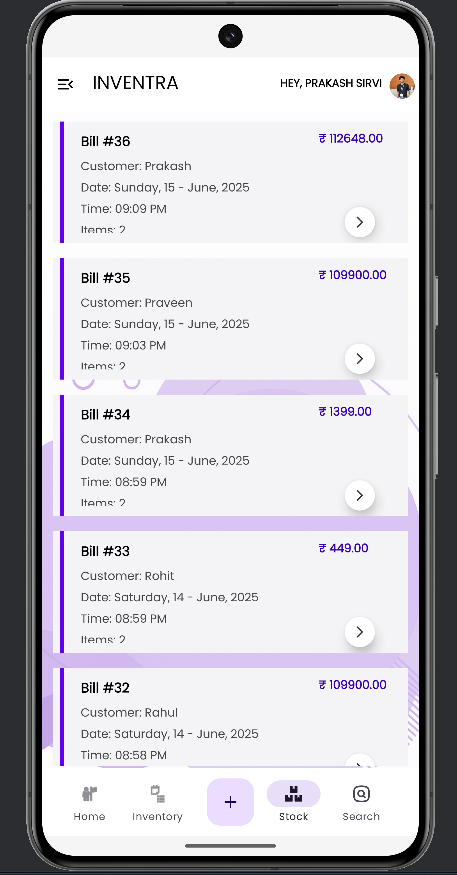 INVENTRA
HEY, PRAKASH SIRVI
Bill #36
₹ 112648.00
Customer: Prakash
Date: Sunday, 15 - June, 2025
Time: 09:09 PM
Items: 2
Bill #35
₹ 109900.00
Customer: Praveen
Date: Sunday, 15 - June, 2025
Time: 09:03 PM
Items: 2
Bill #34
₹ 1399.00
Customer: Prakash
Date: Sunday, 15 - June, 2025
Time: 08:59 PM
Items: 2
Bill #33
₹ 449.00
Customer: Rohit
Date: Saturday, 14 - June, 2025
Time: 08:59 PM
Items: 2
Bill #32
₹ 109900.00
Customer: Rahul
Date: Saturday, 14 - June, 2025
Time: 08:58 PM
Home
Inventory
+
Stock
Search